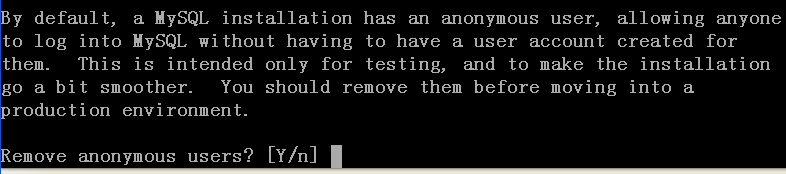 By default, a MySQL installation has an anonymous user, allowing anyone
to log into MySQL without having to have a user account created for
them.  This is intended only for testing, and to make the installation
go a bit smoother.  You should remove them before moving into a
production environment.
Remove anonymous users? [Y/n]